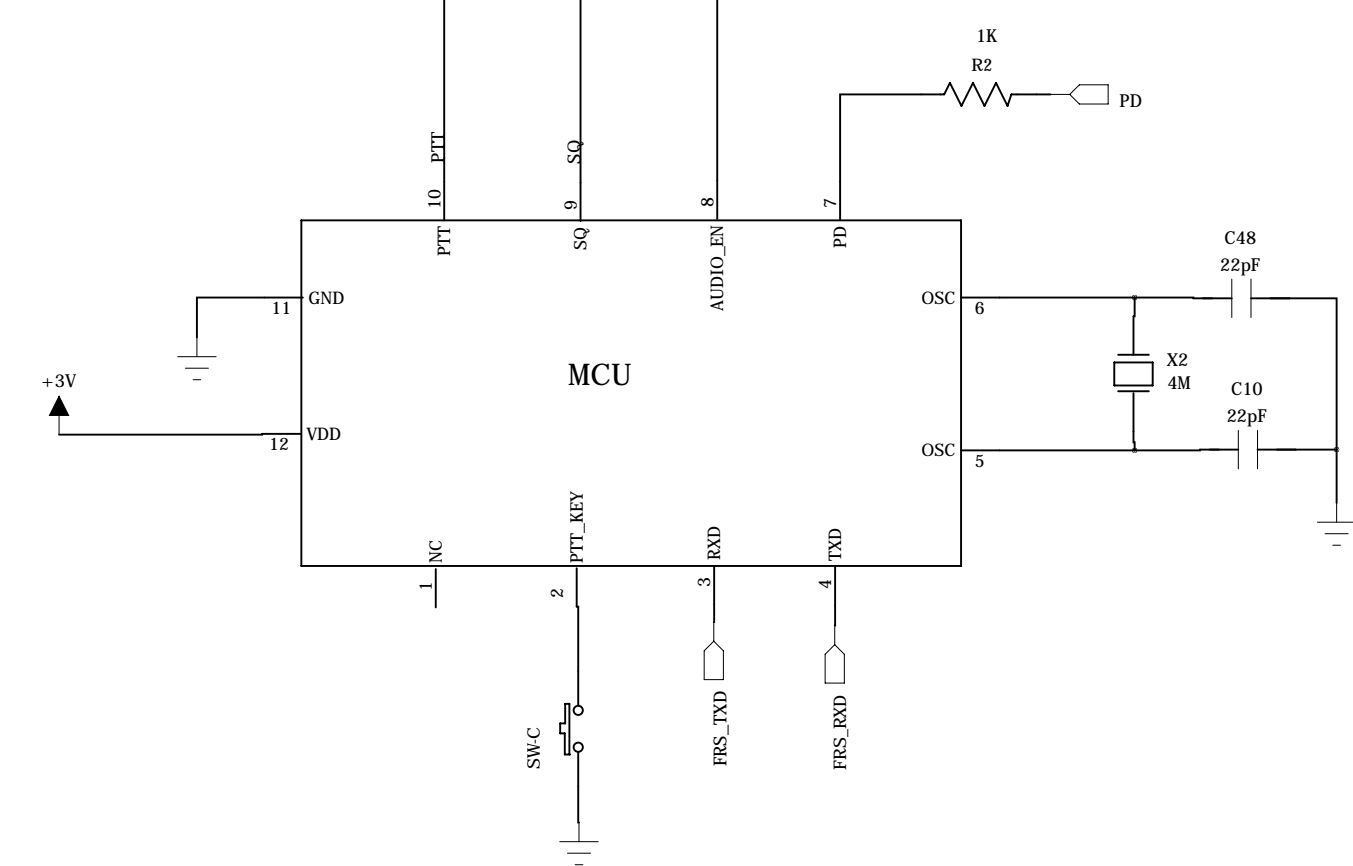 1K
R2
PD
PTT
SQ
10
9
8
7
PTT
SQ
AUDIO_EN
PD
C48
22pF
GND
11
OSC
6
MCU
X2
4M
+3V
C10
22pF
VDD
12
OSC
5
NC
PTT_KEY
RXD
TXD
1
2
3
4
SW-C
FRS_TXD
FRS_RXD